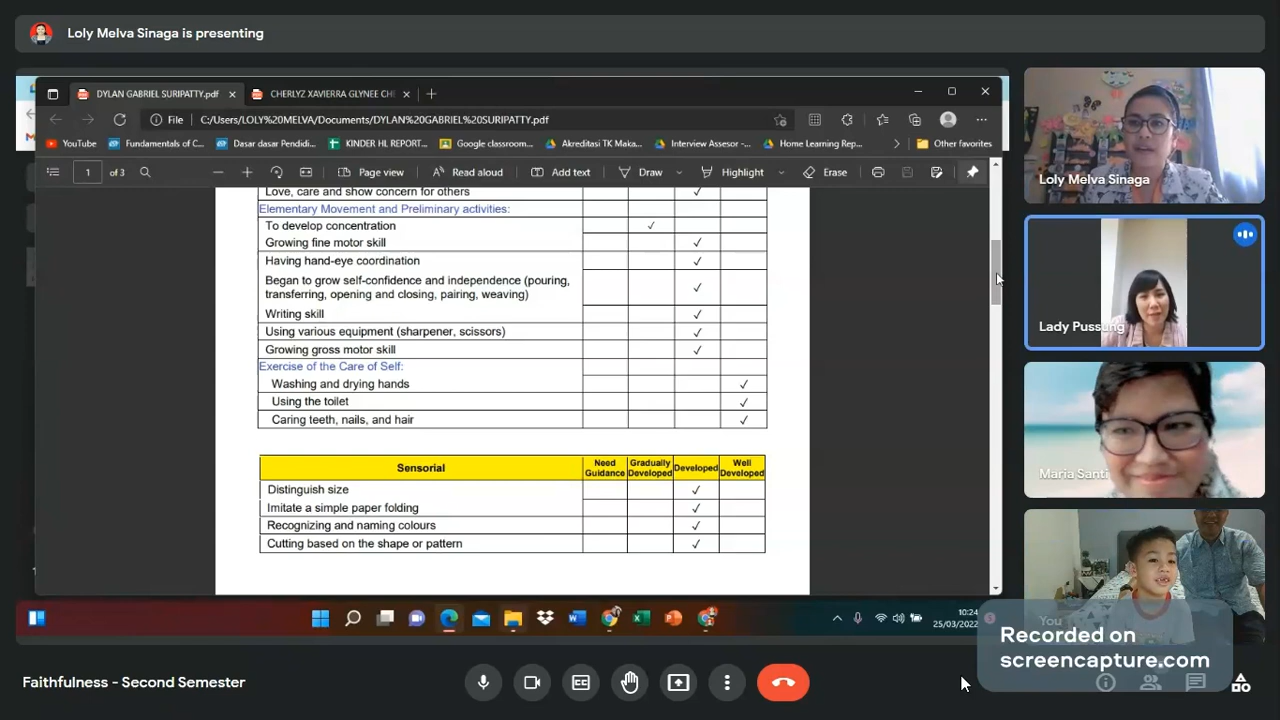 Loly Melva Sinaga is presenting
DYLAN GABRIEL SURIPATTY.pdf
CHERLYZ XAVIERRA GLYNEE CHE
File
C:/Users/LOLY%20MELVA/Documents/DYLAN%20GABRIEL%20SURIPATTY.pdf
YouTube
Fundamentals of C...
Dasar dasar Pendidi...
KINDER HL REPORT...
Google classroom...
Akreditasi TK Maka...
Interview Assesor -...
Home Learning Rep...
Other favorites
1 of 3
Page view
Read aloud
Add text
Draw
Highlight
Erase
Love, care and show concern for others ✓
Elementary Movement and Preliminary activities:
To develop concentration ✓
Growing fine motor skill ✓
Having hand-eye coordination ✓
Began to grow self-confidence and independence (pouring,
transferring, opening and closing, pairing, weaving) ✓
Writing skill ✓
Using various equipment (sharpener, scissors) ✓
Growing gross motor skill ✓
Exercise of the Care of Self:
Washing and drying hands ✓
Using the toilet ✓
Caring teeth, nails, and hair ✓
Sensorial
Need Guidance
Gradually Developed
Developed
Well Developed
Distinguish size ✓
Imitate a simple paper folding ✓
Recognizing and naming colours ✓
Cutting based on the shape or pattern ✓
10:24
25/03/2022
Loly Melva Sinaga
Lady Pussung
Maria Santi
You
Recorded on
screencapture.com
Faithfulness - Second Semester